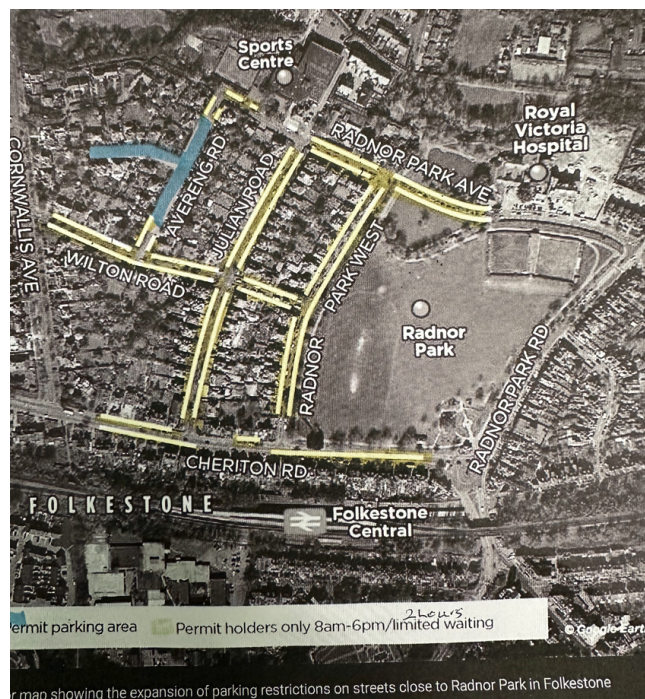 Sports
Centre
RADNOR PARK AVE
Royal
Victoria
Hospital
CORNWALLIS AVE
AVERENG RD
JULIAN ROAD
WILTON ROAD
RADNOR PARK WEST
Radnor
Park
RADNOR PARK RD
CHERITON RD
FOLKESTONE
Folkestone
Central
2 hours
ermit parking area
Permit holders only 8am-6pm/limited waiting
© Google Eart
r map showing the expansion of parking restrictions on streets close to Radnor Park in Folkestone